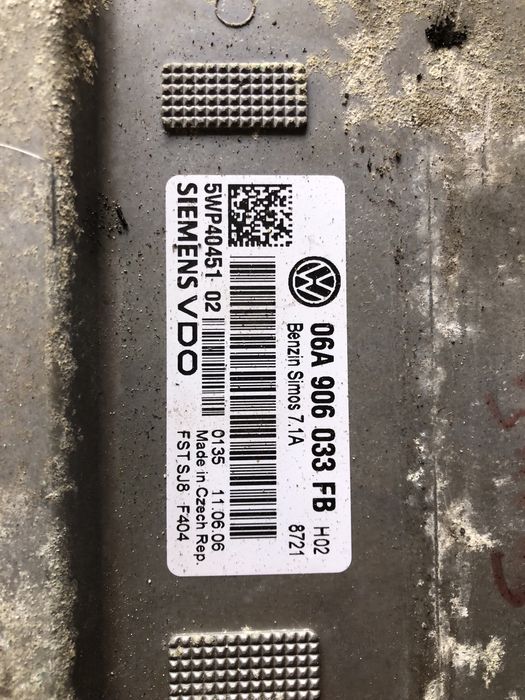 06A 906 033 FB H02
Benzin Simos 7.1A 8721
5WP40451 02 0135 11.06.06
SIEMENS VDO Made in Czech Rep.
FST.SJ8 F404